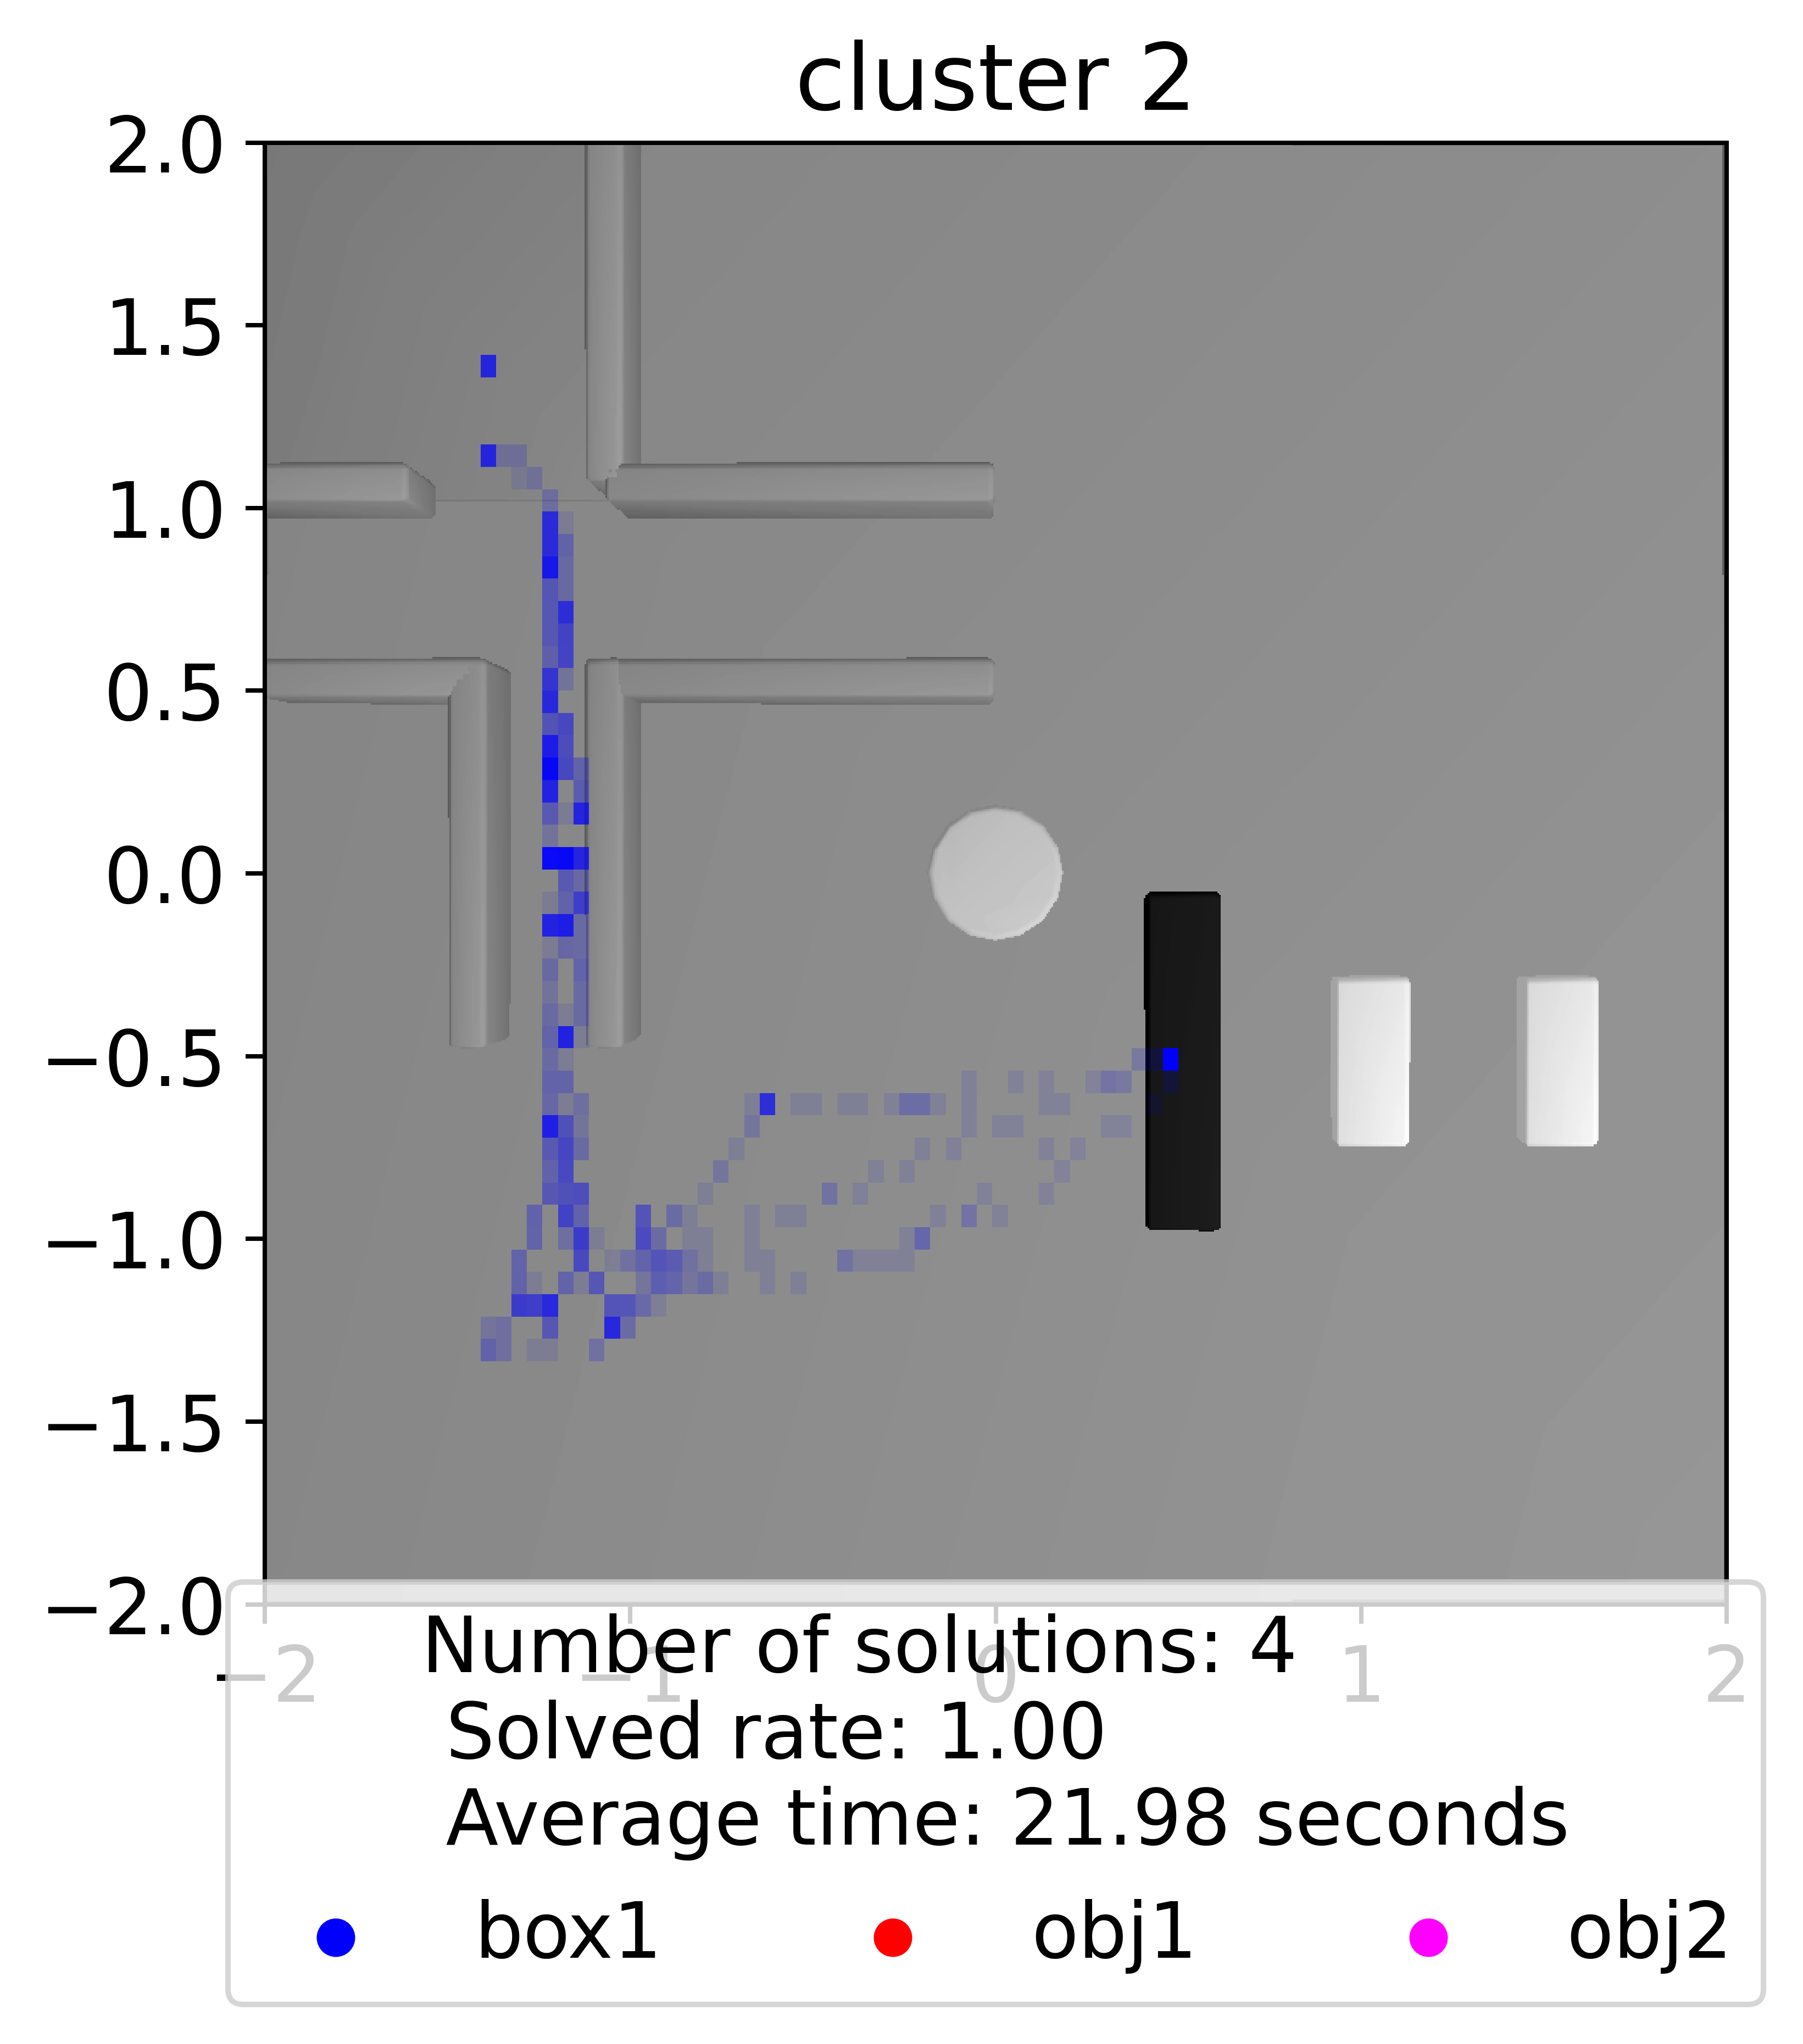 cluster 2
2.0
1.5
1.0
0.5
0.0
−0.5
−1.0
−1.5
−2.0
−2 −1 0 1 2
Number of solutions: 4
Solved rate: 1.00
Average time: 21.98 seconds
box1 obj1 obj2